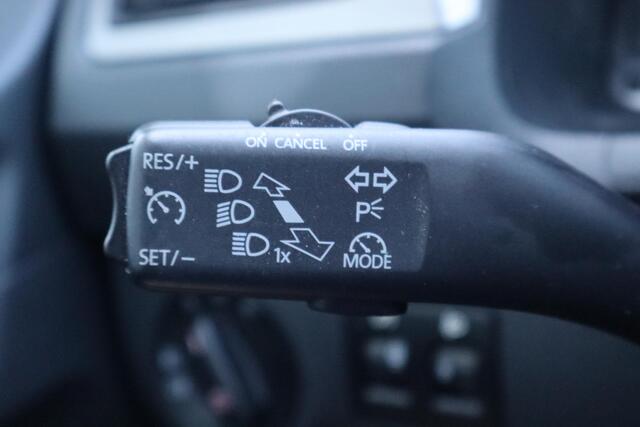 ON CANCEL OFF
RES/+
P
SET/-
1x
MODE